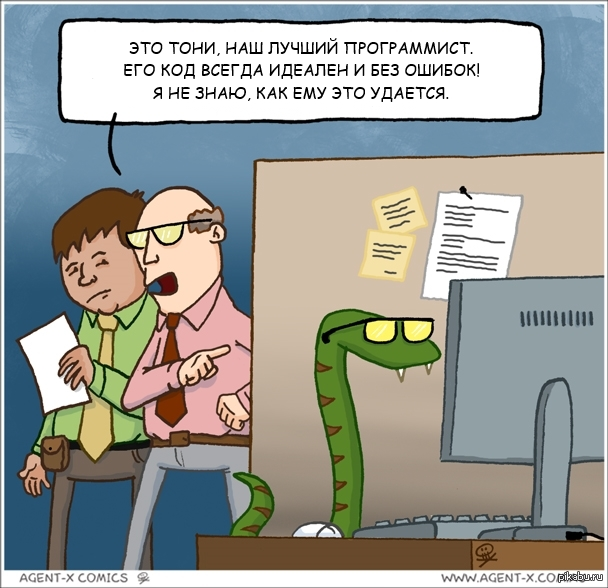 ЭТО ТОНИ, НАШ ЛУЧШИЙ ПРОГРАММИСТ.
ЕГО КОД ВСЕГДА ИДЕАЛЕН И БЕЗ ОШИБОК!
Я НЕ ЗНАЮ, КАК ЕМУ ЭТО УДАЕТСЯ.
AGENT-X COMICS
WWW.AGENT-X.CO
pikabu.ru